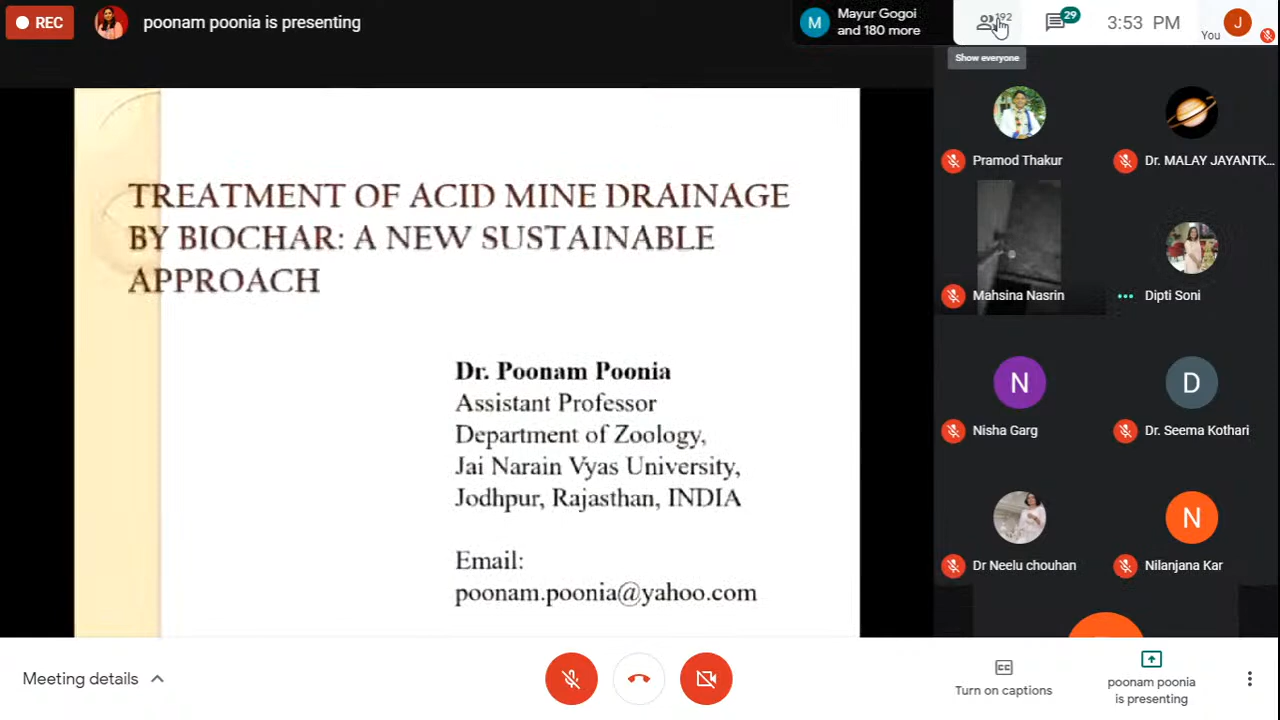 REC
poonam poonia is presenting
M
Mayur Gogoi
and 180 more
192
29
3:53 PM
You
J
Show everyone
Pramod Thakur
Dr. MALAY JAYANTK...
Mahsina Nasrin
Dipti Soni
N
Nisha Garg
D
Dr. Seema Kothari
Dr Neelu chouhan
N
Nilanjana Kar
TREATMENT OF ACID MINE DRAINAGE
BY BIOCHAR: A NEW SUSTAINABLE
APPROACH
Dr. Poonam Poonia
Assistant Professor
Department of Zoology,
Jai Narain Vyas University,
Jodhpur, Rajasthan, INDIA
Email:
poonam.poonia@yahoo.com
Meeting details
CC
Turn on captions
poonam poonia
is presenting